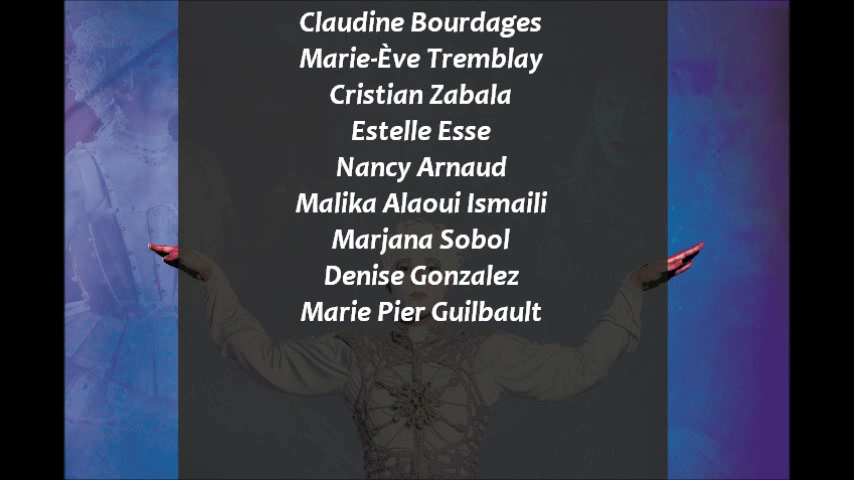 Claudine Bourdages
Marie-Ève Tremblay
Cristian Zabala
Estelle Esse
Nancy Arnaud
Malika Alaoui Ismaili
Marjana Sobol
Denise Gonzalez
Marie Pier Guilbault